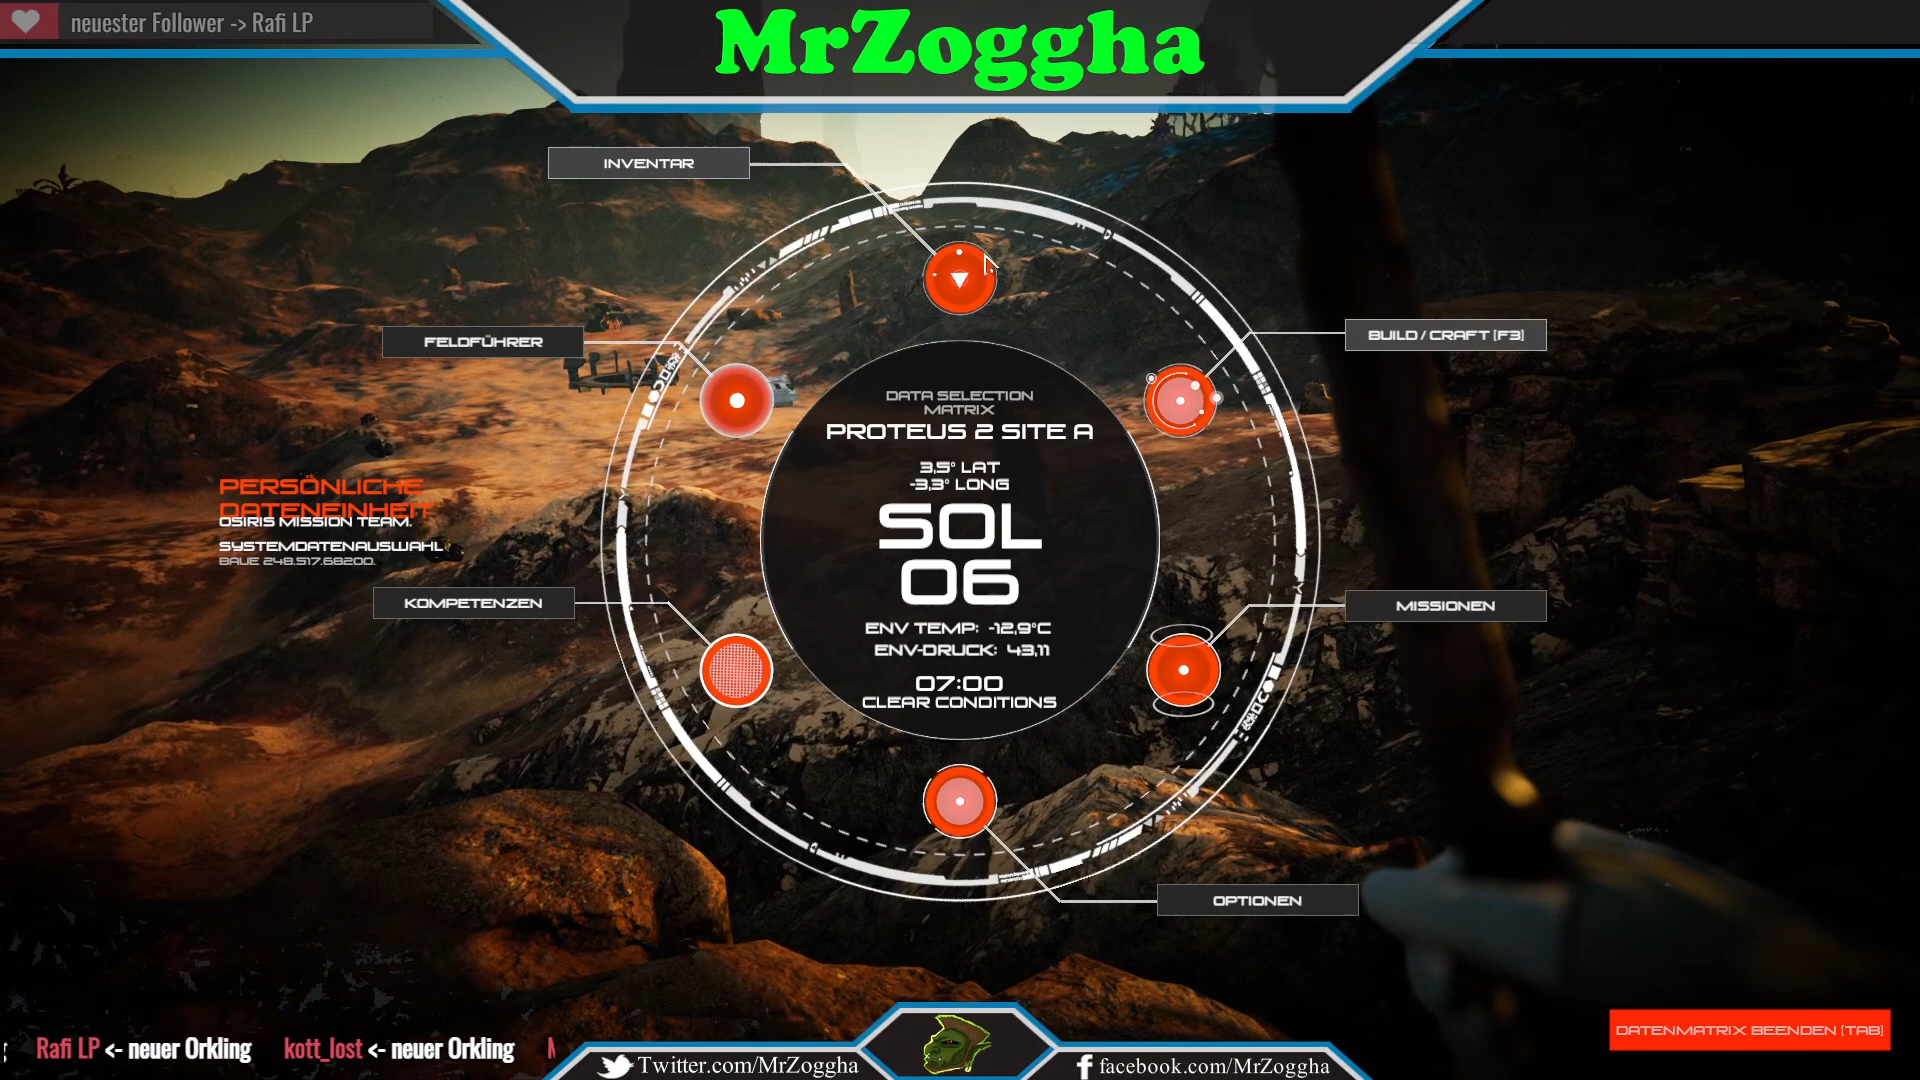 neuester Follower -> Rafi LP
MrZoggha
INVENTAR
FELDFÜHRER
BUILD / CRAFT [F3]
DATA SELECTION
MATRIX
PROTEUS 2 SITE A
3,5° LAT
-3,3° LONG
SOL
06
ENV TEMP: -12,9°C
ENV-DRUCK: 43,11
07:00
CLEAR CONDITIONS
PERSÖNLICHE
DATENEINHEIT
OSIRIS MISSION TEAM.
SYSTEMDATENAUSWAHL
BAUE 248.517.68200.
KOMPETENZEN
MISSIONEN
OPTIONEN
DATENMATRIX BEENDEN [TAB]
Rafi LP <- neuer Orkling kott_lost <- neuer Orkling
Twitter.com/MrZoggha
facebook.com/MrZoggha